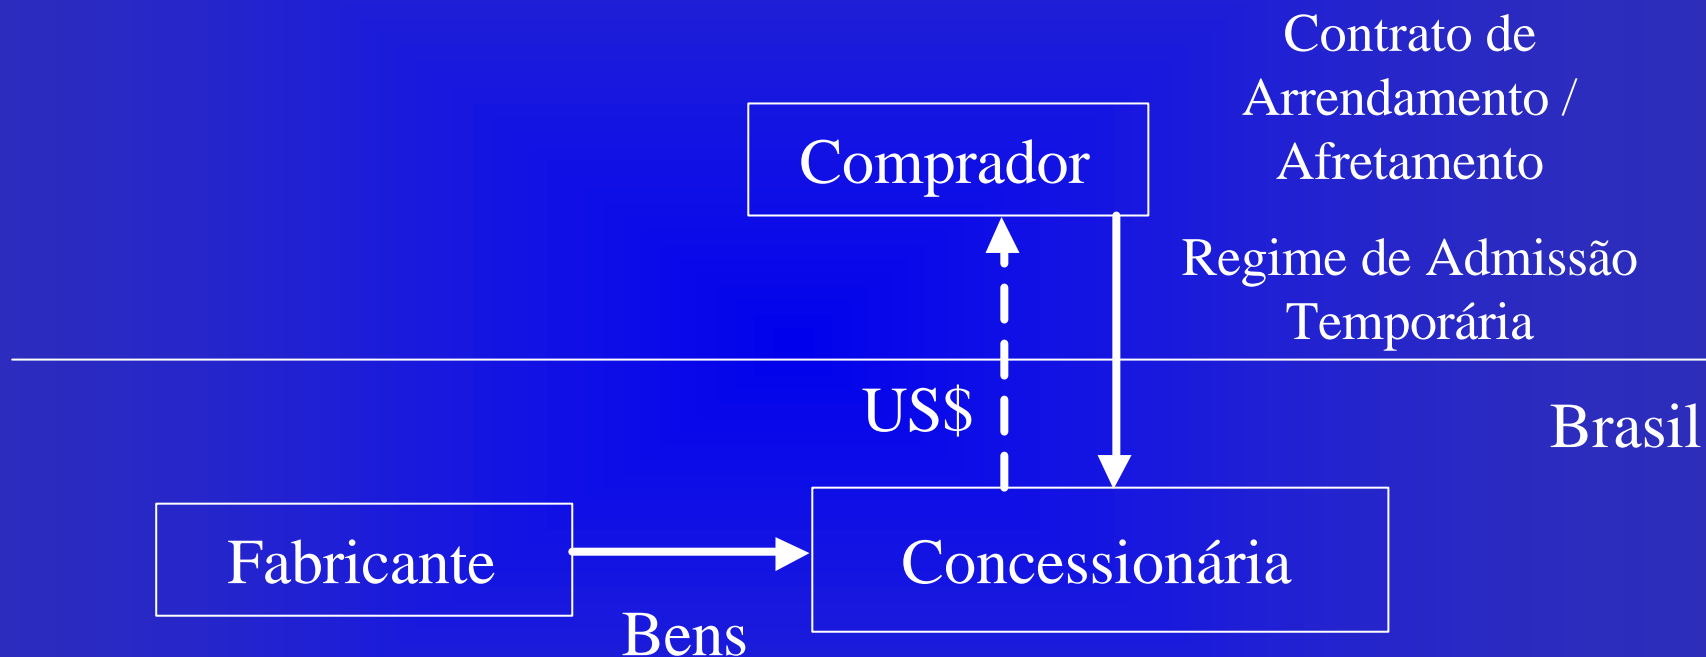 Contrato de
Arrendamento /
Afretamento
Comprador
Regime de Admissão
Temporária
US$
Brasil
Fabricante
Concessionária
Bens